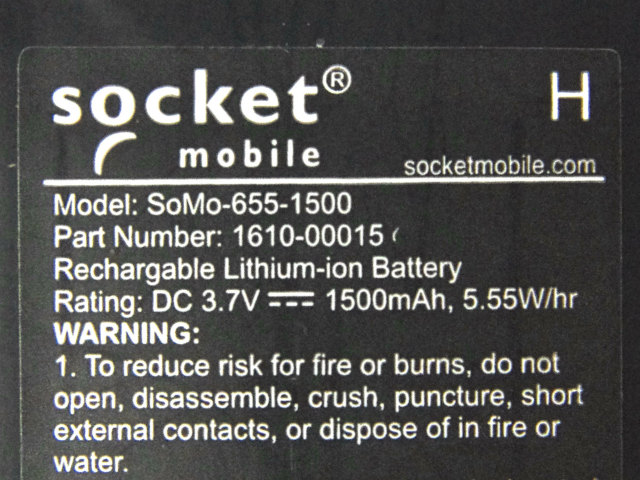 socket® H
mobile socketmobile.com
Model: SoMo-655-1500
Part Number: 1610-00015
Rechargable Lithium-ion Battery
Rating: DC 3.7V ⎓ 1500mAh, 5.55W/hr
WARNING:
1. To reduce risk for fire or burns, do not
open, disassemble, crush, puncture, short
external contacts, or dispose of in fire or
water.